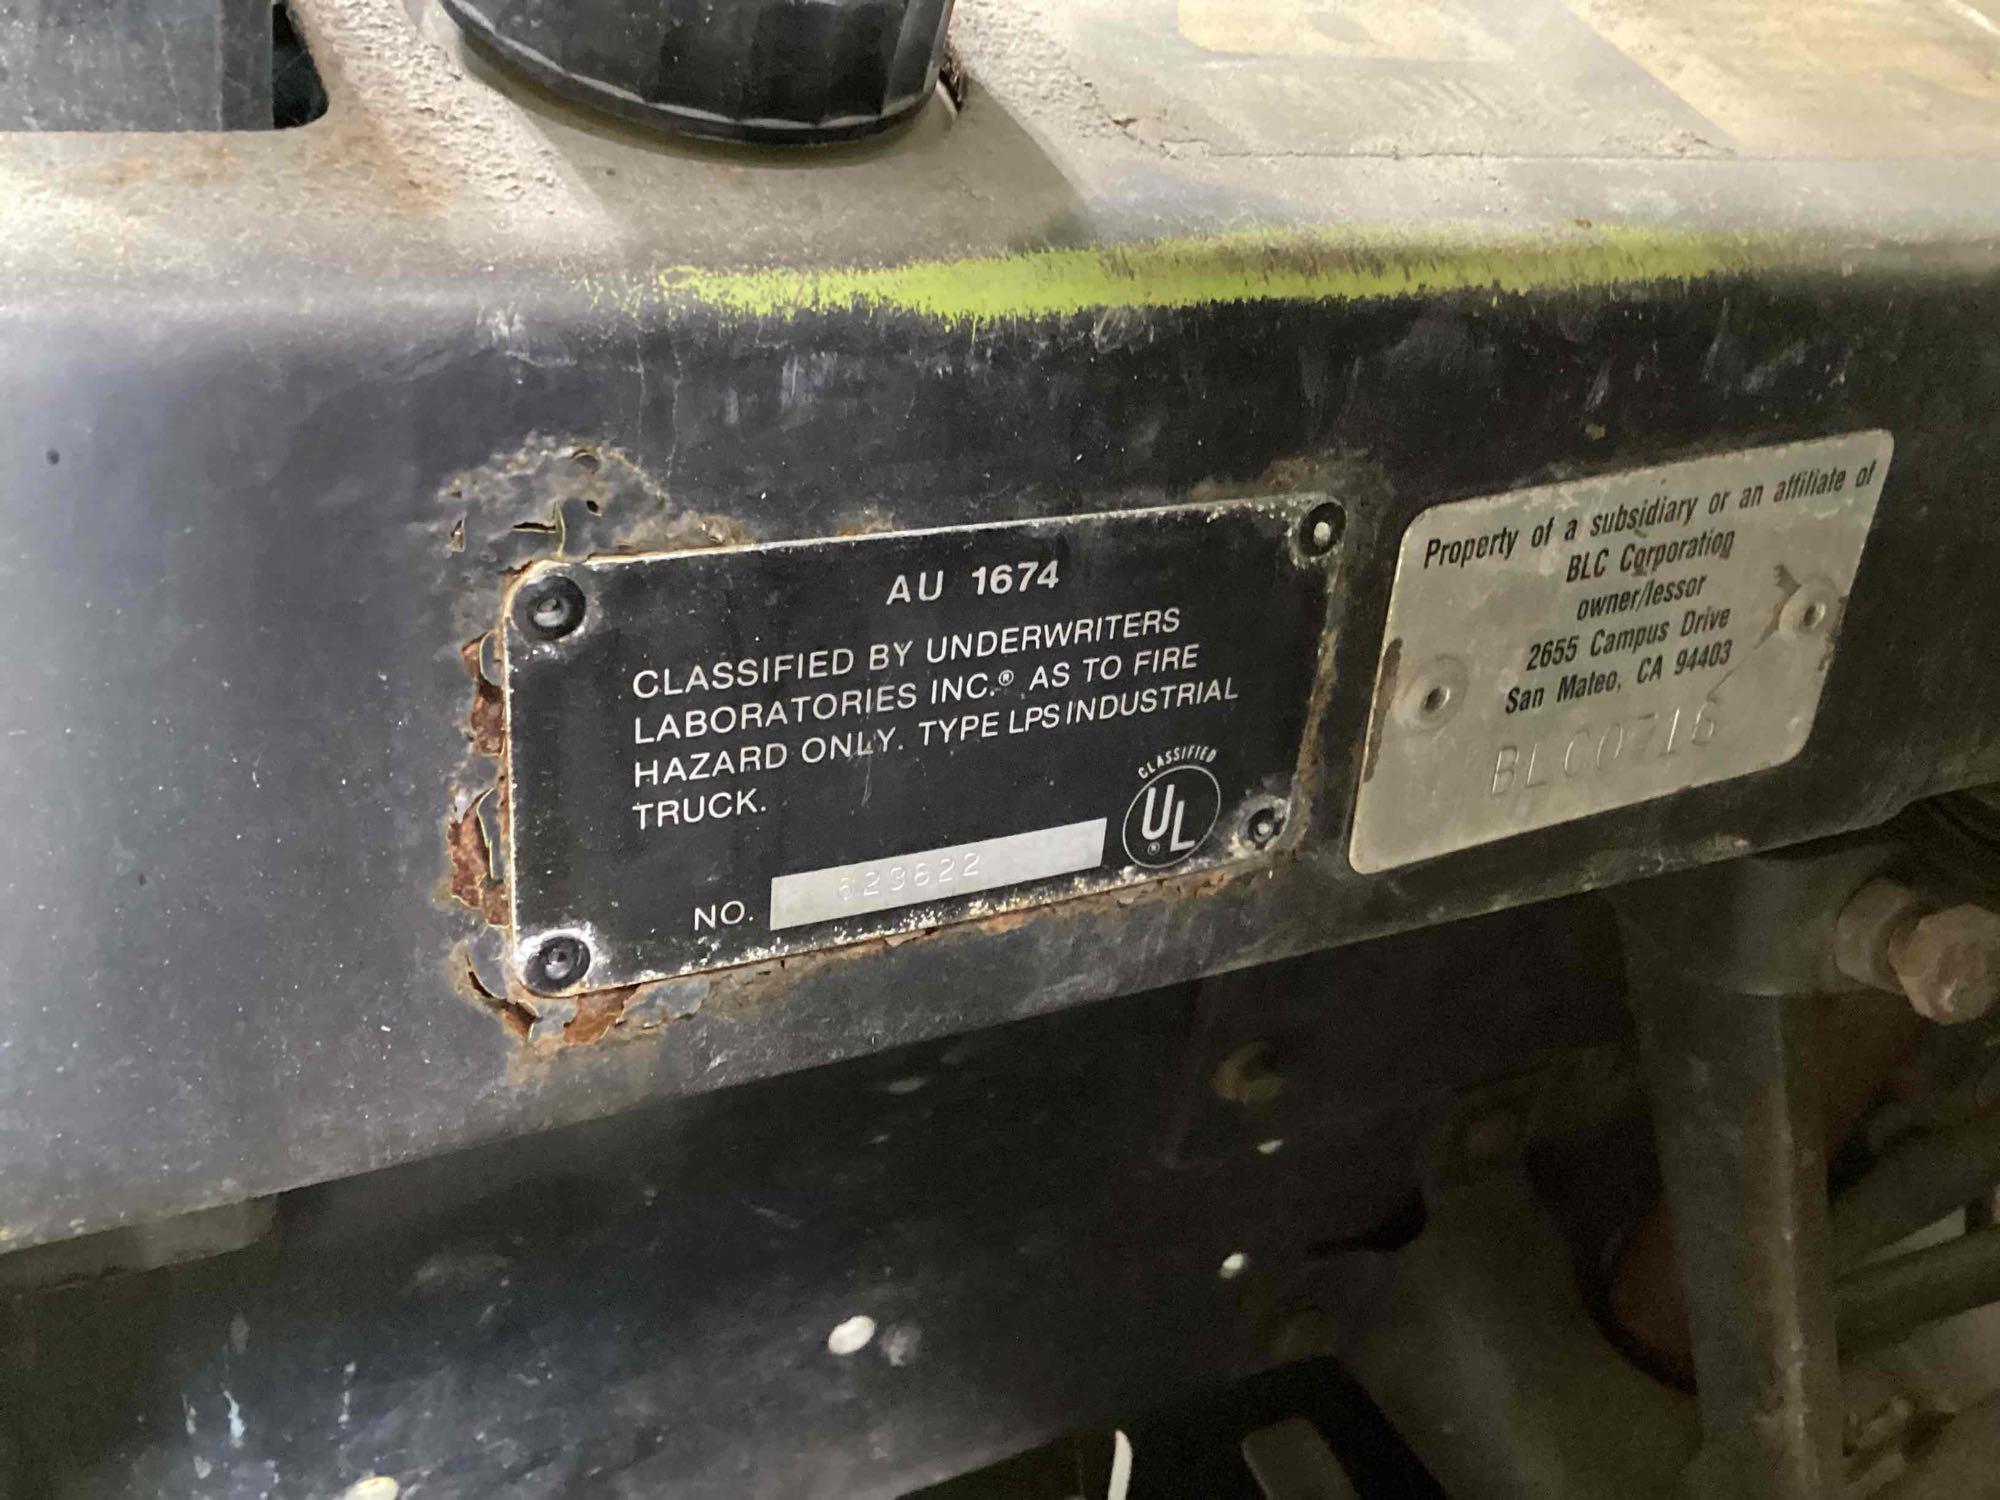 AU 1674
CLASSIFIED BY UNDERWRITERS
LABORATORIES INC.® AS TO FIRE
HAZARD ONLY. TYPE LPS INDUSTRIAL
TRUCK.
CLASSIFIED
UL
®
NO. 623622
Property of a subsidiary or an affiliate of
BLC Corporation
owner/lessor
2655 Campus Drive
San Mateo, CA 94403